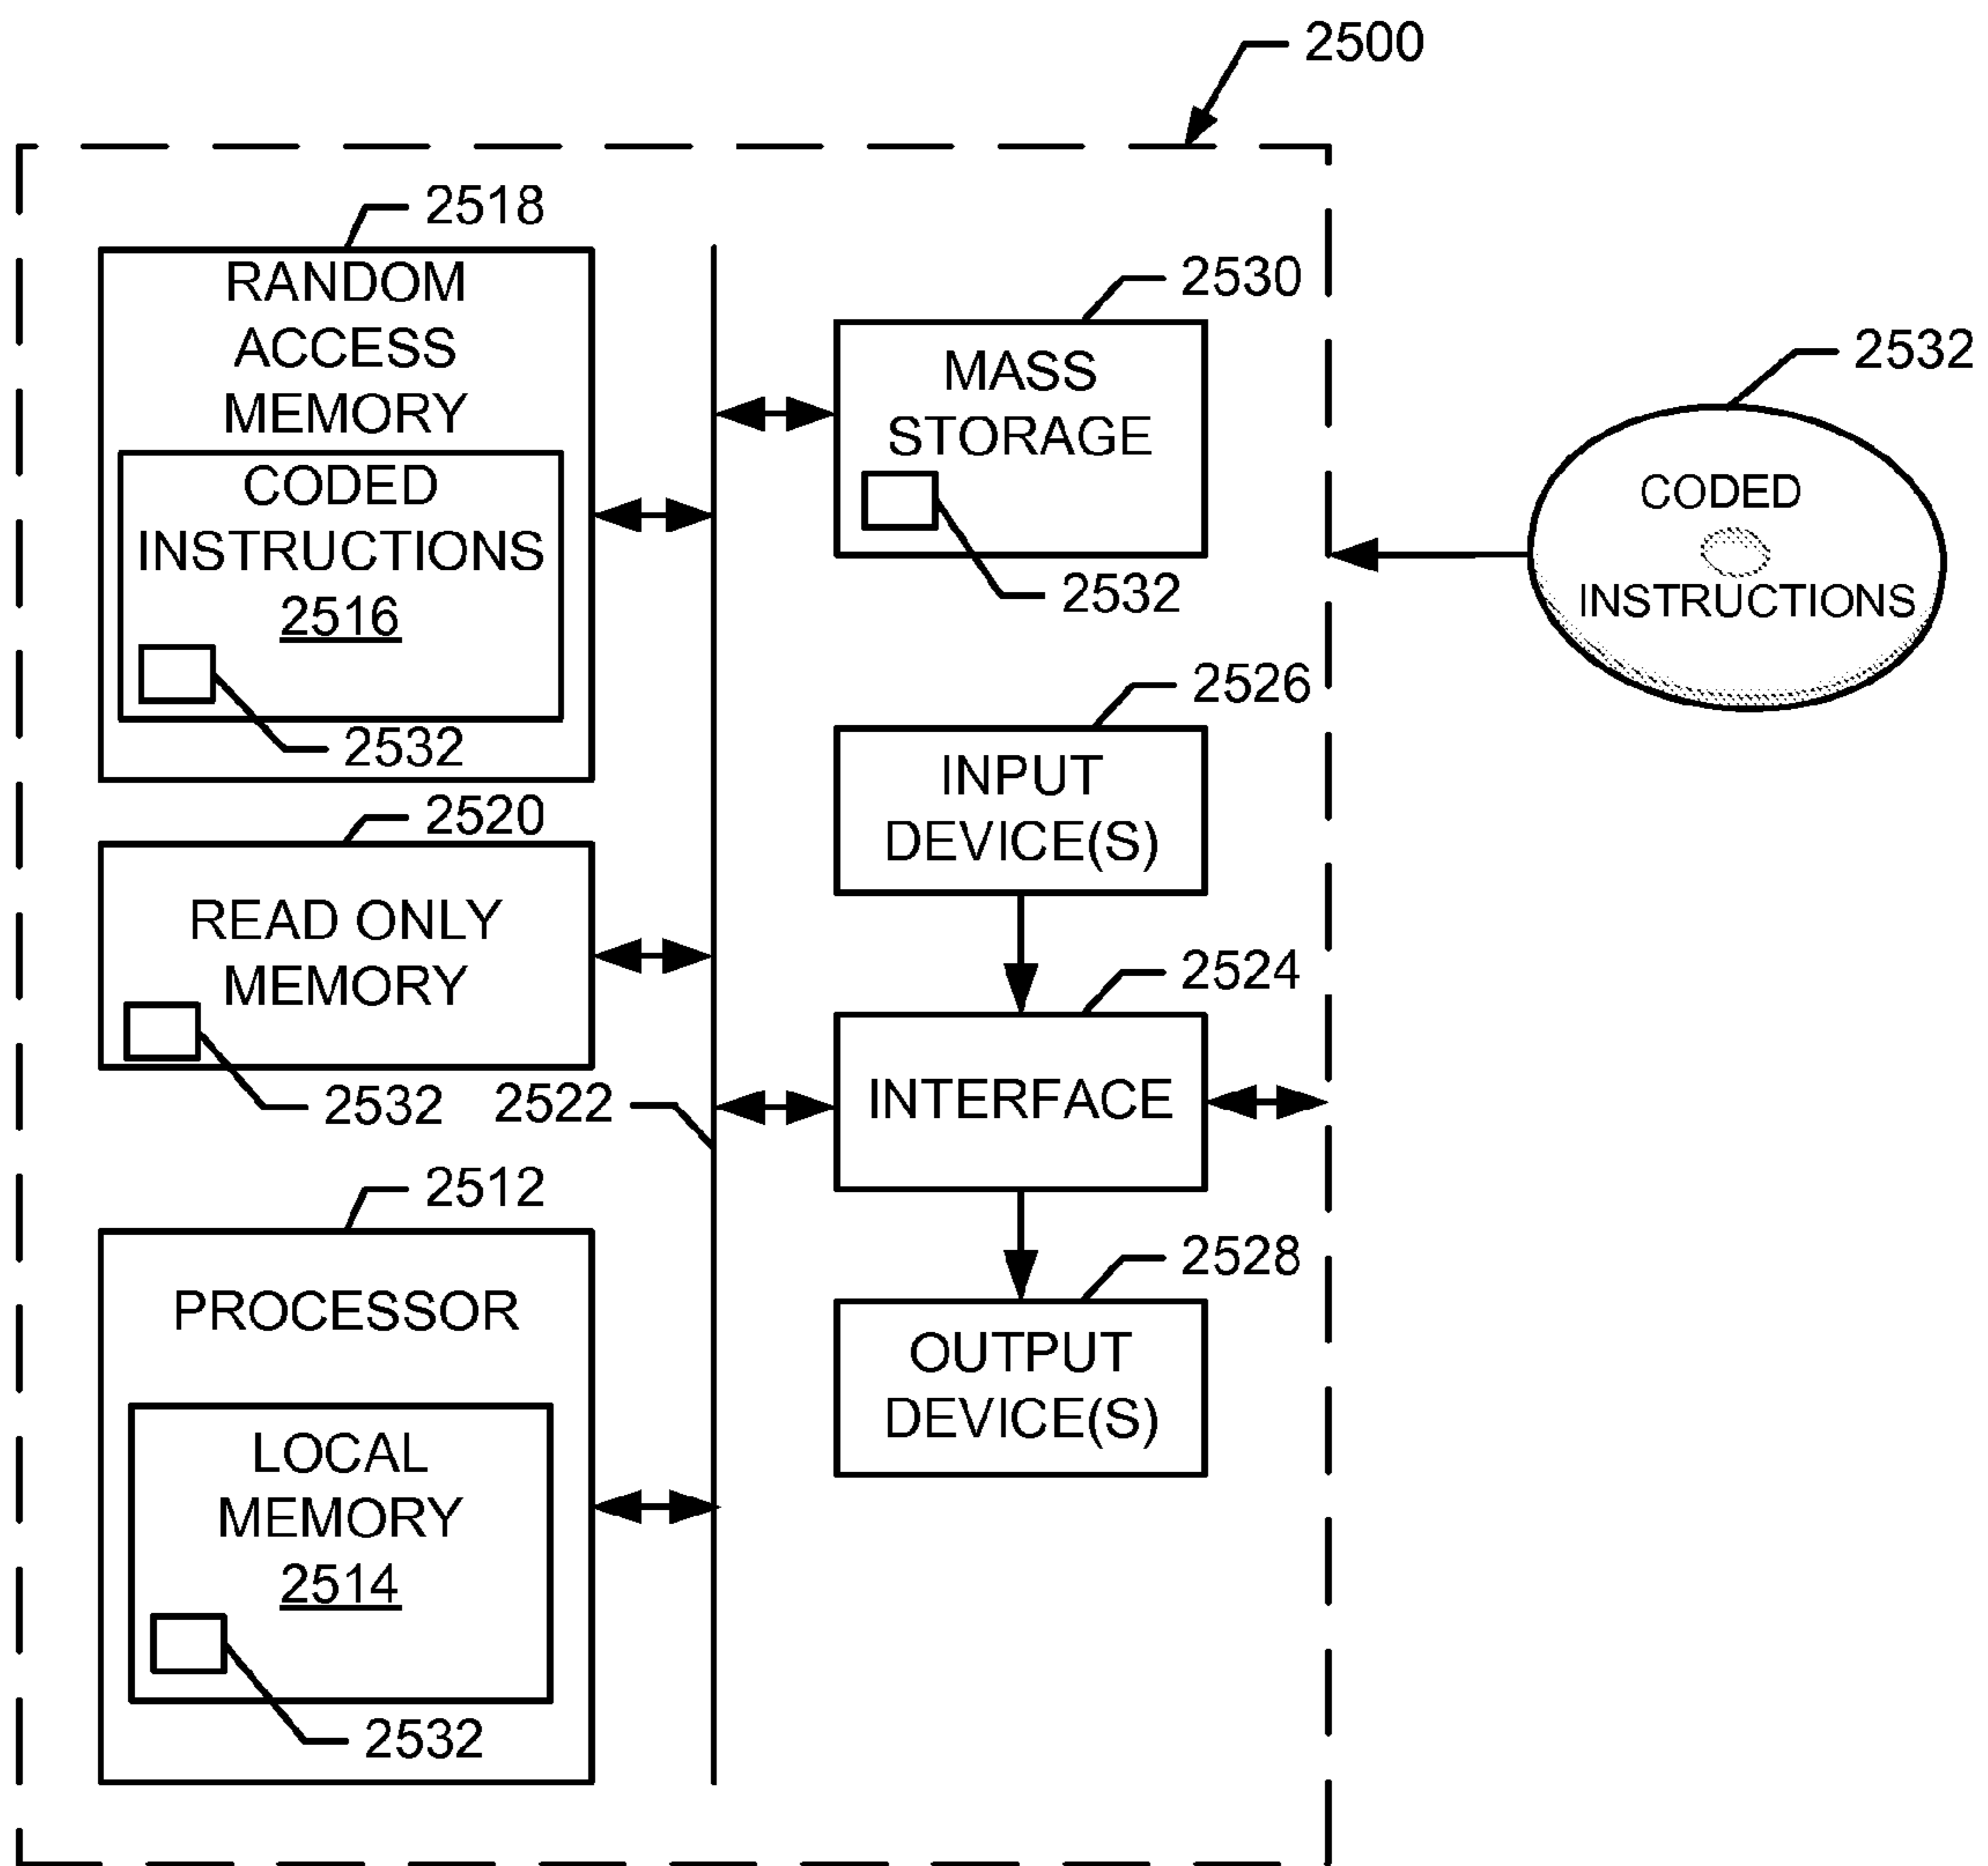 2500
2518
RANDOM
ACCESS
MEMORY
CODED
INSTRUCTIONS
2516
2532
2520
READ ONLY
MEMORY
2532
2522
2512
PROCESSOR
LOCAL
MEMORY
2514
2532
2530
MASS
STORAGE
2532
2526
INPUT
DEVICE(S)
2524
INTERFACE
2528
OUTPUT
DEVICE(S)
2532
CODED
INSTRUCTIONS